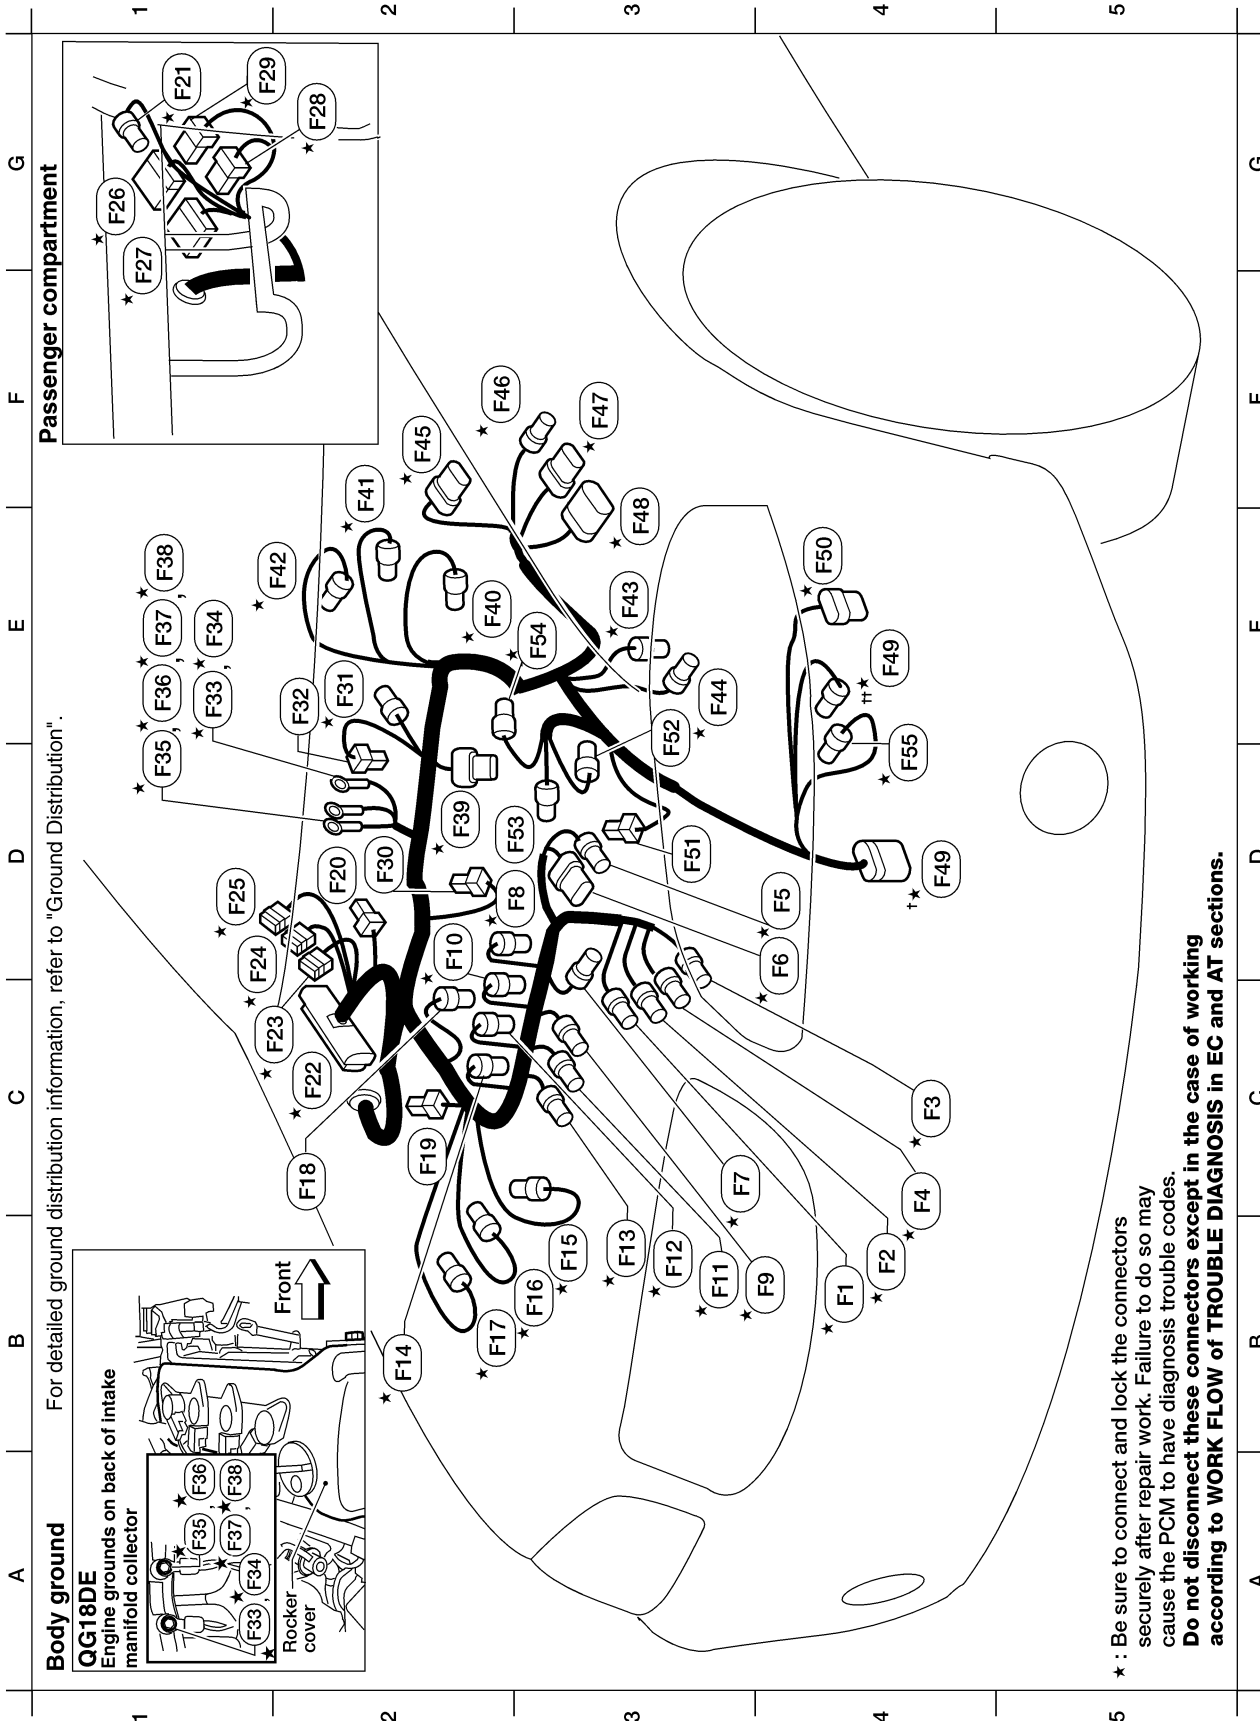 A B C D E F G
1
2
3
4
5
Body ground
For detailed ground distribution information, refer to "Ground Distribution".
QG18DE
Engine grounds on back of intake
manifold collector
★ F35 , ★ F36
★ F37 , ★ F38
★ F33 , ★ F34
Rocker
cover
Front
Passenger compartment
★ F26
★ F27
★ F21
★ F29
★ F28
★ F35 , ★ F36 , ★ F37 , ★ F38
★ F33 , ★ F34
★ F25
★ F24
★ F23
★ F22
F18
F20
F30
F32
★ F31
★ F42
★ F41
★ F45
★ F46
★ F47
★ F48
★ F40
★ F54
★ F43
★ F44
F52
★ F39
F53
★ F8
★ F10
F19
F51
★ F5
★ F6
★ F50
††★ F49
★ F55
†★ F49
★ F14
★ F17
★ F16
★ F15
★ F13
★ F12
★ F11
★ F9
★ F7
★ F1
★ F2
★ F4
★ F3
★ : Be sure to connect and lock the connectors
securely after repair work. Failure to do so may
cause the PCM to have diagnosis trouble codes.
Do not disconnect these connectors except in the case of working
according to WORK FLOW of TROUBLE DIAGNOSIS in EC and AT sections.
1
2
3
4
5
A B C D E F G